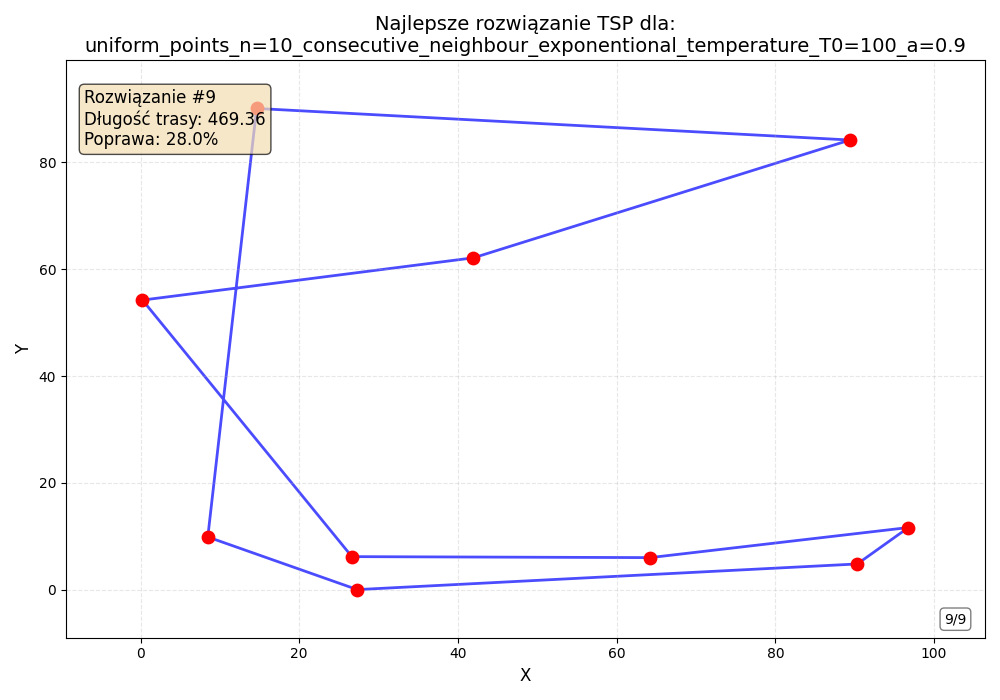 Najlepsze rozwiązanie TSP dla:
uniform_points_n=10_consecutive_neighbour_exponentional_temperature_T0=100_a=0.9
Rozwiązanie #9
Długość trasy: 469.36
Poprawa: 28.0%
Y
80
60
40
20
0
9/9
0 20 40 60 80 100
X